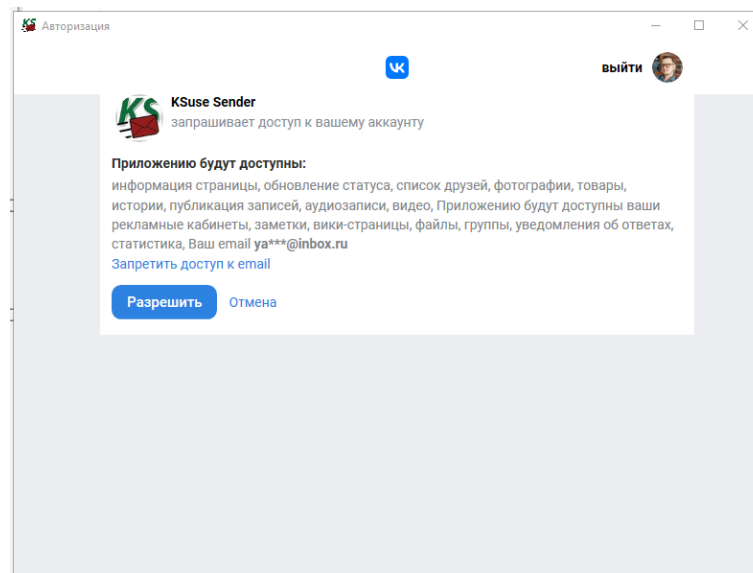 KS Авторизация
выйти
KS
KSuse Sender
запрашивает доступ к вашему аккаунту
Приложению будут доступны:
информация страницы, обновление статуса, список друзей, фотографии, товары,
истории, публикация записей, аудиозаписи, видео, Приложению будут доступны ваши
рекламные кабинеты, заметки, вики-страницы, файлы, группы, уведомления об ответах,
статистика, Ваш email ya***@inbox.ru
Запретить доступ к email
Разрешить Отмена